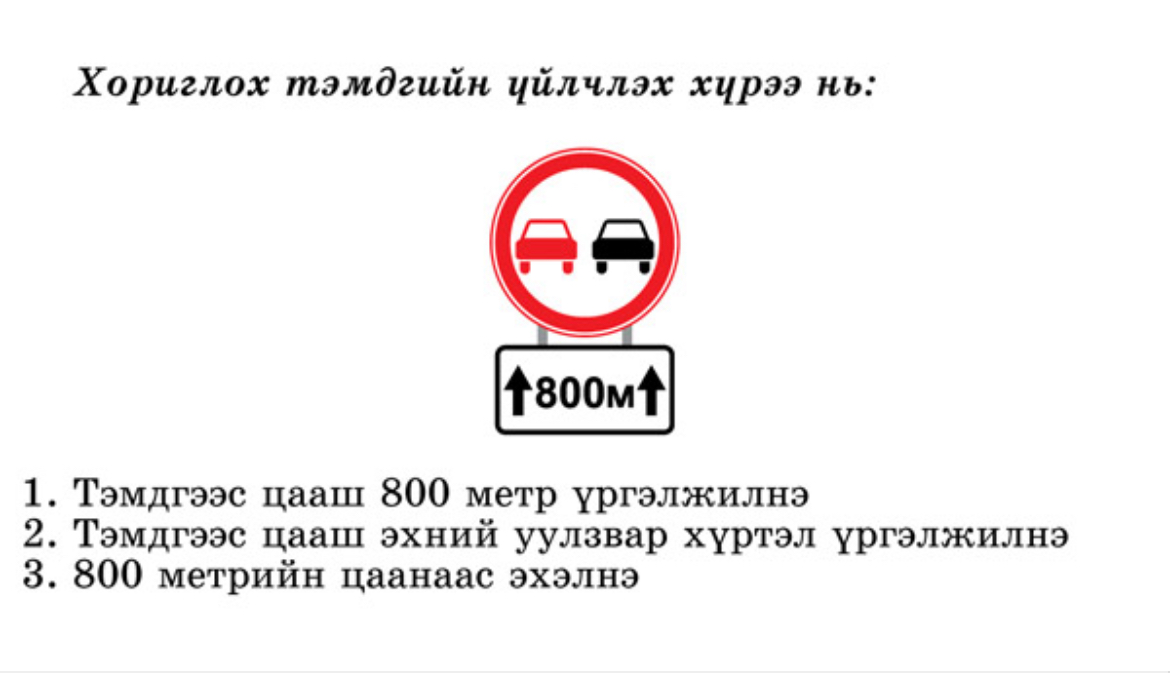 Хориглох тэмдгийн үйлчлэх хүрээ нь:
800м
1. Тэмдгээс цааш 800 метр үргэлжилнэ
2. Тэмдгээс цааш эхний уулзвар хүртэл үргэлжилнэ
3. 800 метрийн цаанаас эхэлнэ